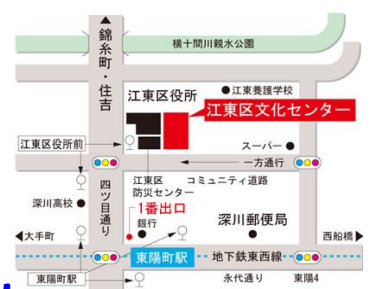 錦糸町・住吉
横十間川親水公園
江東区役所
江東養護学校
江東区文化センター
江東区役所前
スーパー
一方通行
江東区
防災センター
コミュニティ道路
四ツ目通り
深川高校
1番出口
銀行
深川郵便局
大手町
西船橋
東陽町駅
地下鉄東西線
東陽町駅
永代通り
東陽4